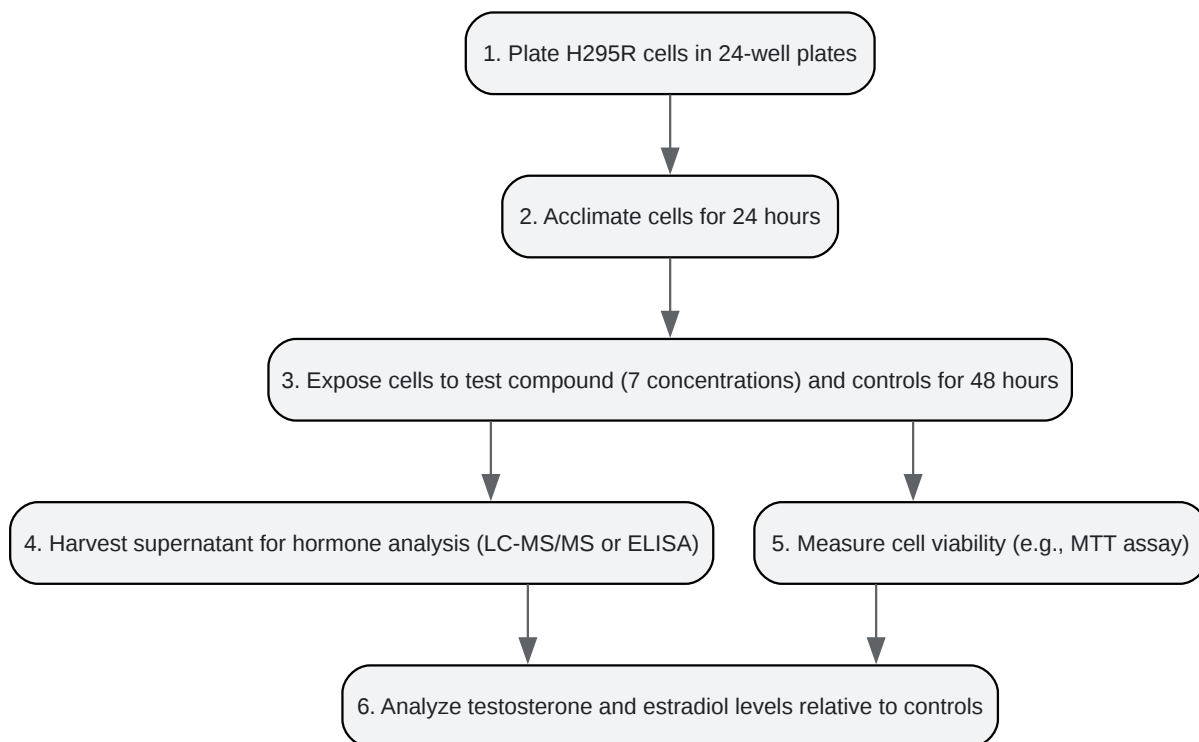 1. Plate H295R cells in 24-well plates
2. Acclimate cells for 24 hours
3. Expose cells to test compound (7 concentrations) and controls for 48 hours
4. Harvest supernatant for hormone analysis (LC-MS/MS or ELISA)
5. Measure cell viability (e.g., MTT assay)
6. Analyze testosterone and estradiol levels relative to controls